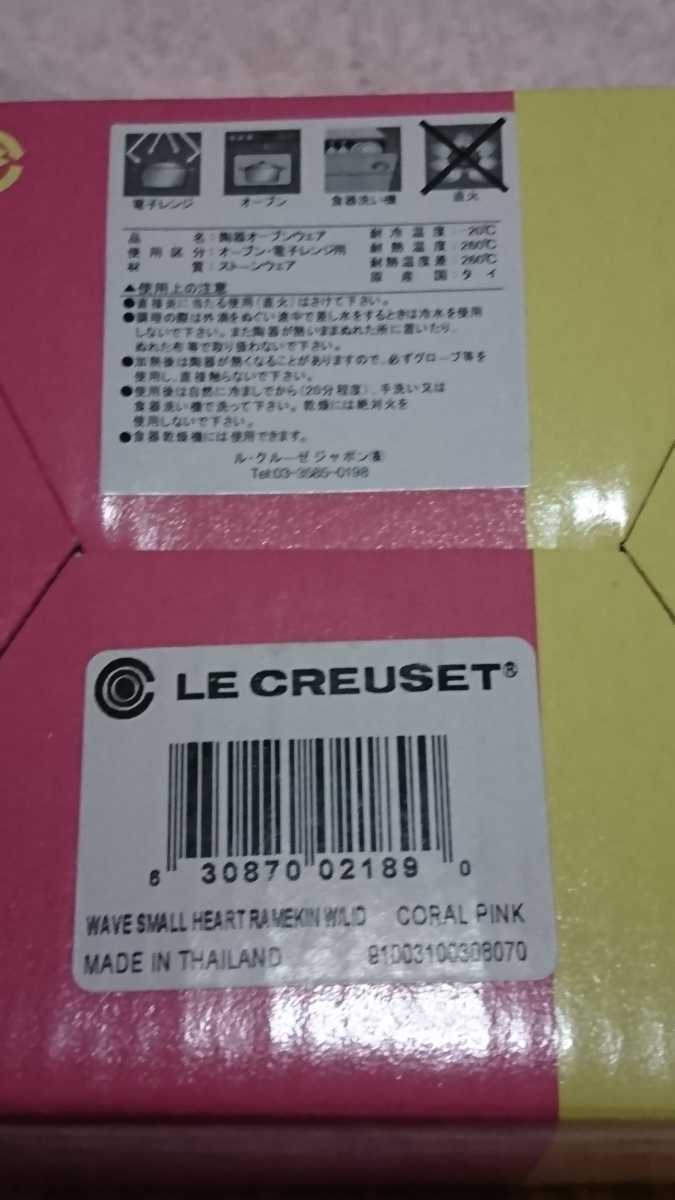 電子レンジ オーブン 食器洗い機 直火
品名:陶器オーブンウェア 耐冷温度:-20℃
使用区分:オーブン・電子レンジ用 耐熱温度:260℃
材質:ストーンウェア 耐熱温度差:260℃
原産国:タイ
▲使用上の注意
●直接炎に当たる使用(直火)はさけて下さい。
●調理の際は外滴をぬぐい途中で差し水をするときは冷水を使用
しないで下さい。また陶器が熱いままぬれた所に置いたり、
ぬれた布等で取り扱わないで下さい。
●加熱後は陶器が熱くなることがありますので、必ずグローブ等を
使用し、直接触らないで下さい。
●使用後は自然に冷ましてから(20分程度)、手洗い又は
食器洗い機で洗って下さい。乾燥には絶対火を
使用しないで下さい。
●食器乾燥機には使用できます。
ル・クルーゼ ジャポン㈱
Tel:03-3585-0198
LE CREUSET®
6 30870 02189 0
WAVE SMALL HEART RAMEKIN W/LID CORAL PINK
MADE IN THAILAND 91003100308070